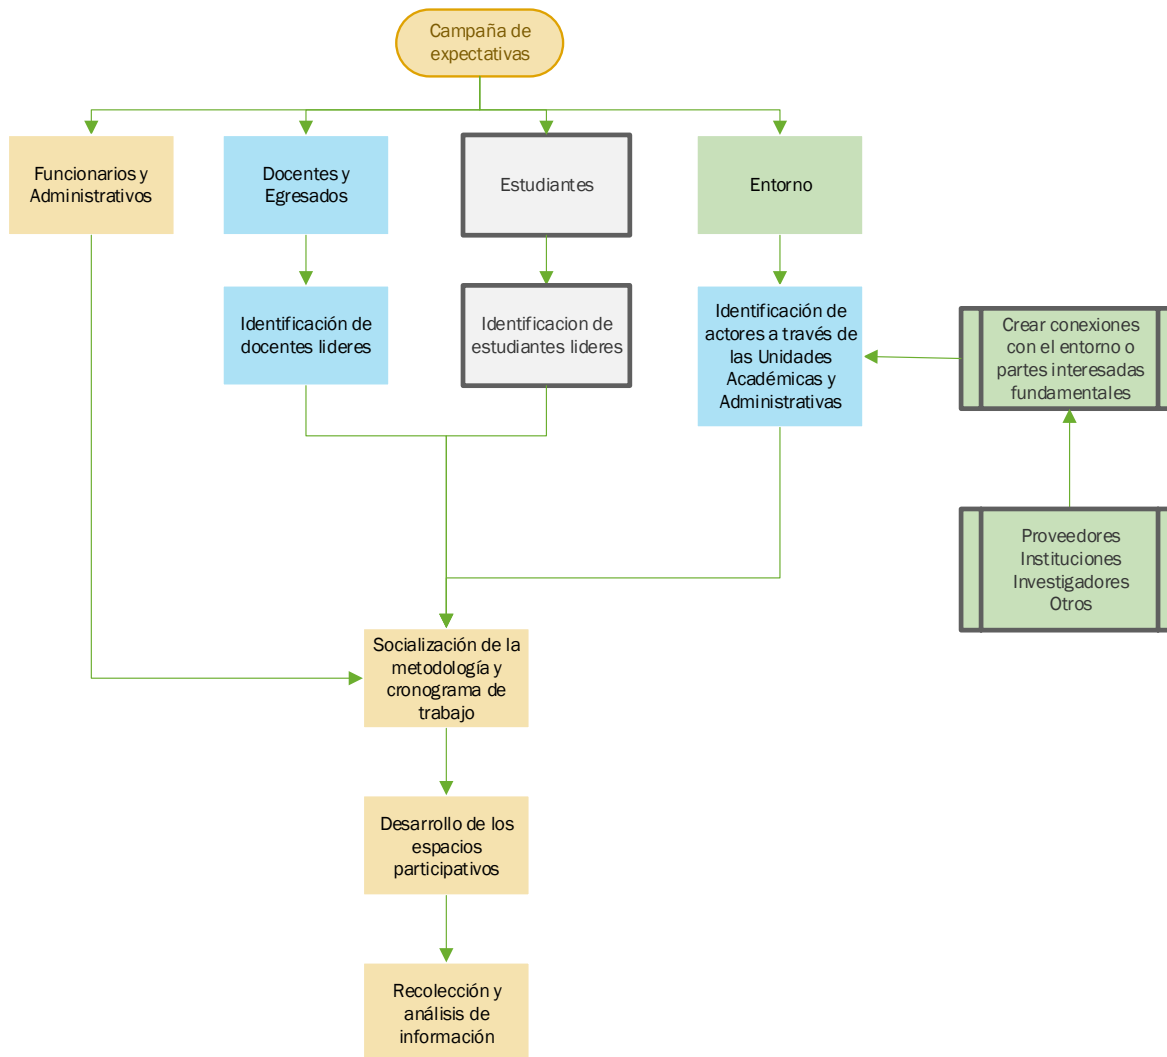 Campaña de
expectativas
Funcionarios y
Administrativos
Docentes y
Egresados
Estudiantes
Entorno
Identificación de
docentes lideres
Identificacion de
estudiantes lideres
Identificación de
actores a través de
las Unidades
Académicas y
Administrativas
Crear conexiones
con el entorno o
partes interesadas
fundamentales
Proveedores
Instituciones
Investigadores
Otros
Socialización de la
metodología y
cronograma de
trabajo
Desarrollo de los
espacios
participativos
Recolección y
análisis de
información